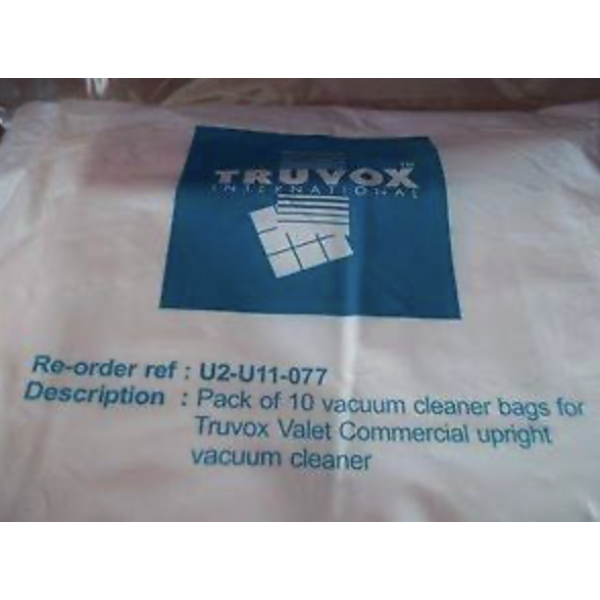 TRUVOX™
INTERNATIONAL
Re-order ref : U2-U11-077
Description : Pack of 10 vacuum cleaner bags for
Truvox Valet Commercial upright
vacuum cleaner